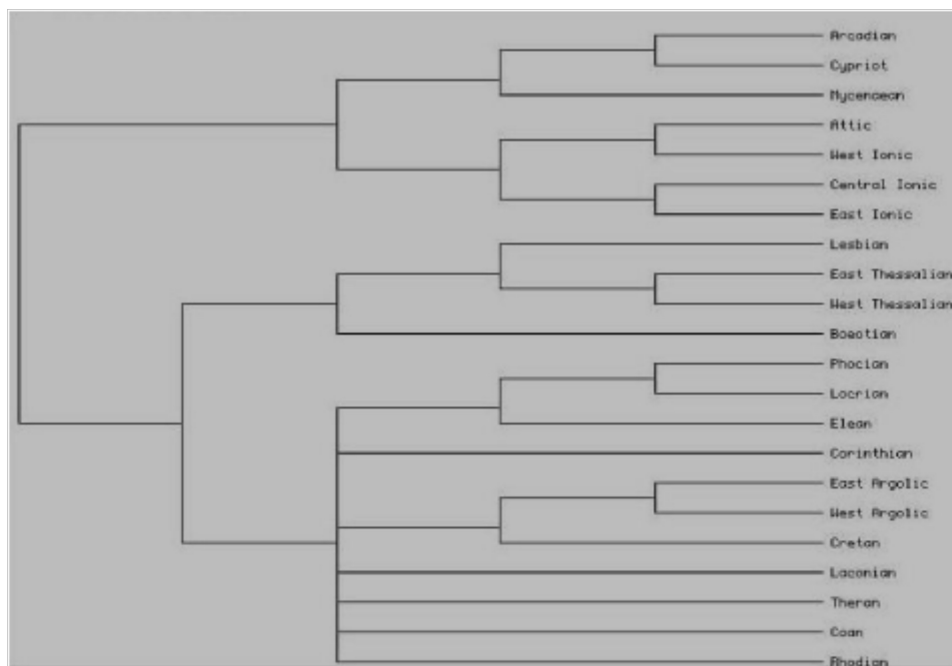 Arcadian
Cypriot
Mycenaean
Attic
West Ionic
Central Ionic
East Ionic
Lesbian
East Thessalian
West Thessalian
Boeotian
Phocian
Locrian
Elean
Corinthian
East Argolic
West Argolic
Cretan
Laconian
Theran
Coan
Rhodian